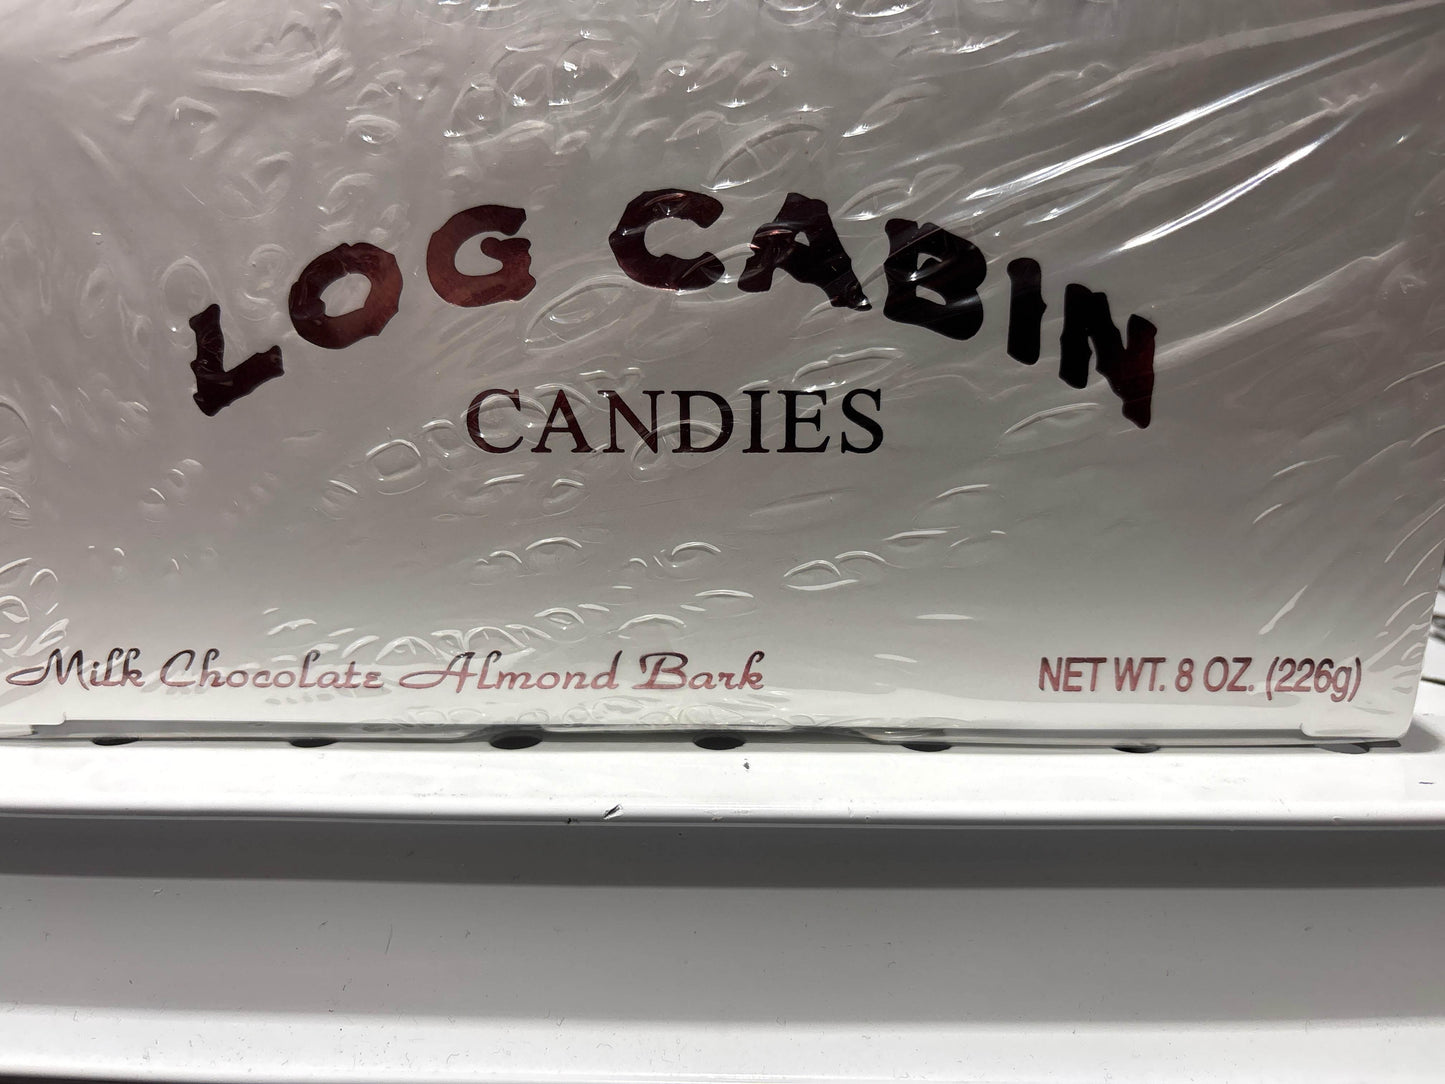 LOG CABIN
CANDIES
Milk Chocolate Almond Bark
NET WT. 8 OZ. (226g)